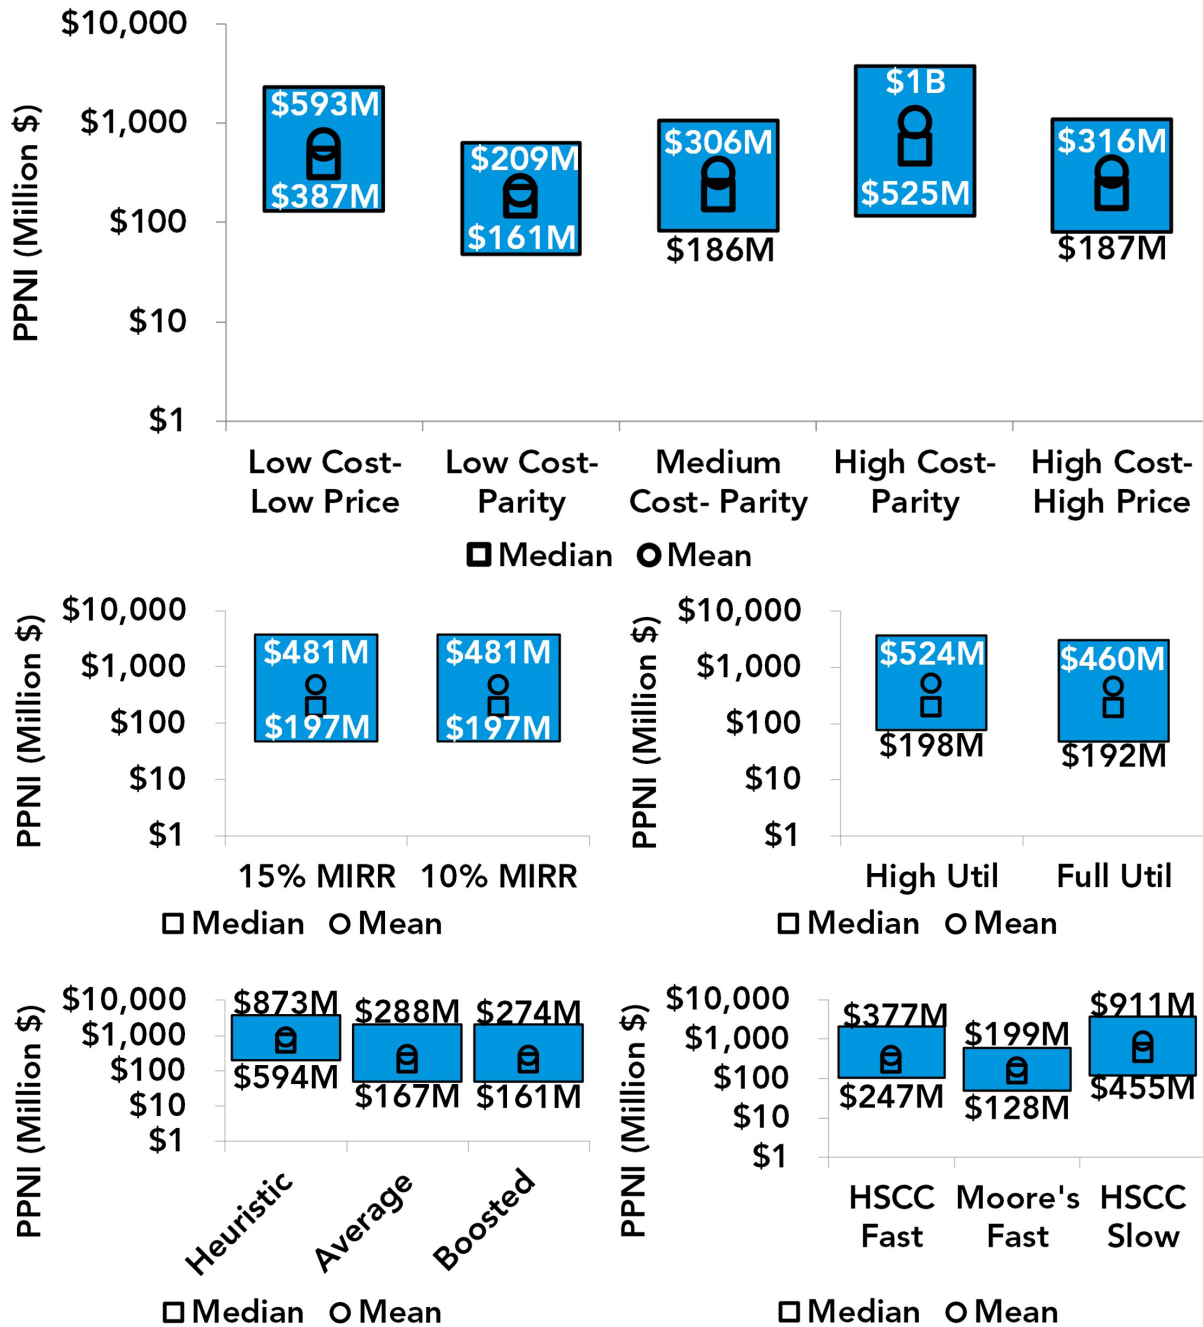 $10,000
$1,000
$100
$10
$1
PPNI (Million $)
$593M
$387M
$209M
$161M
$306M
$186M
$1B
$525M
$316M
$187M
Low Cost-
Low Price
Low Cost-
Parity
Medium
Cost- Parity
High Cost-
Parity
High Cost-
High Price
Median Mean
$10,000
$1,000
$100
$10
$1
PPNI (Million $)
$481M
$197M
$481M
$197M
15% MIRR 10% MIRR
Median Mean
$10,000
$1,000
$100
$10
$1
PPNI (Million $)
$524M
$198M
$460M
$192M
High Util Full Util
Median Mean
$10,000
$1,000
$100
$10
$1
PPNI (Million $)
$873M
$594M
$288M
$167M
$274M
$161M
Heuristic
Average
Boosted
Median Mean
$10,000
$1,000
$100
$10
$1
PPNI (Million $)
$377M
$247M
$199M
$128M
$911M
$455M
HSCC
Fast
Moore's
Fast
HSCC
Slow
Median Mean